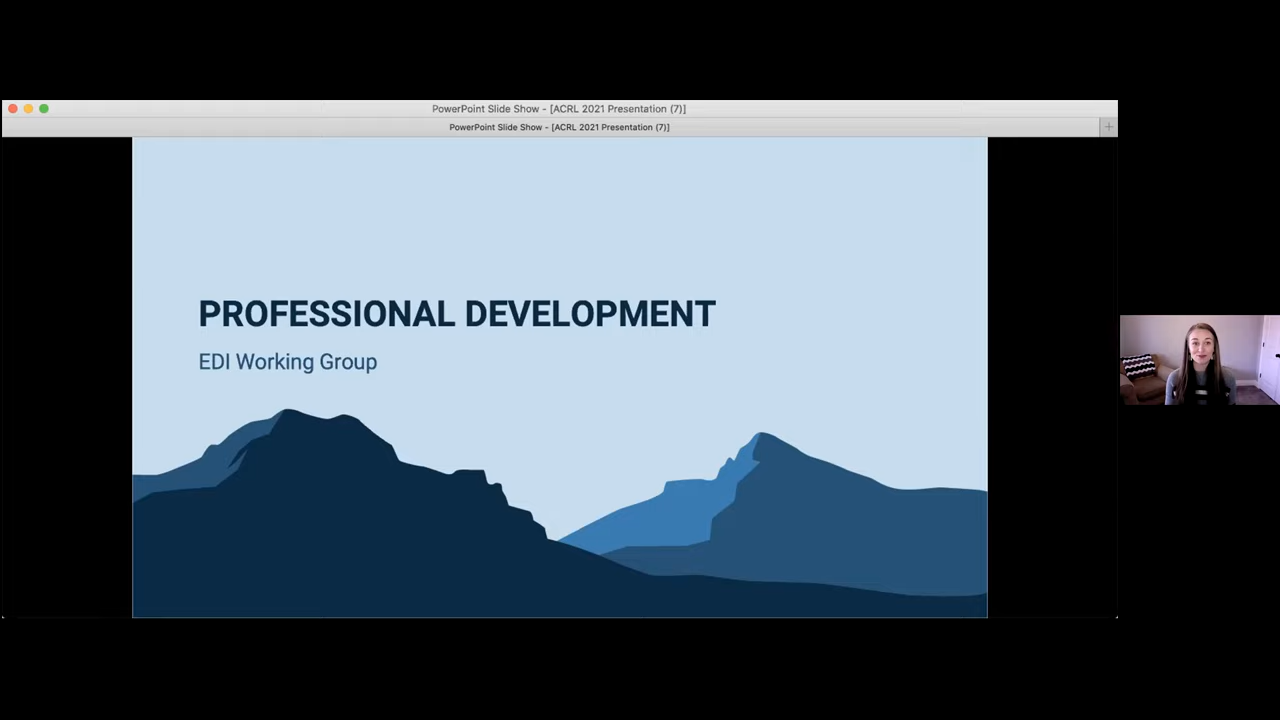 PowerPoint Slide Show - [ACRL 2021 Presentation (7)]
PowerPoint Slide Show - [ACRL 2021 Presentation (7)]
PROFESSIONAL DEVELOPMENT
EDI Working Group